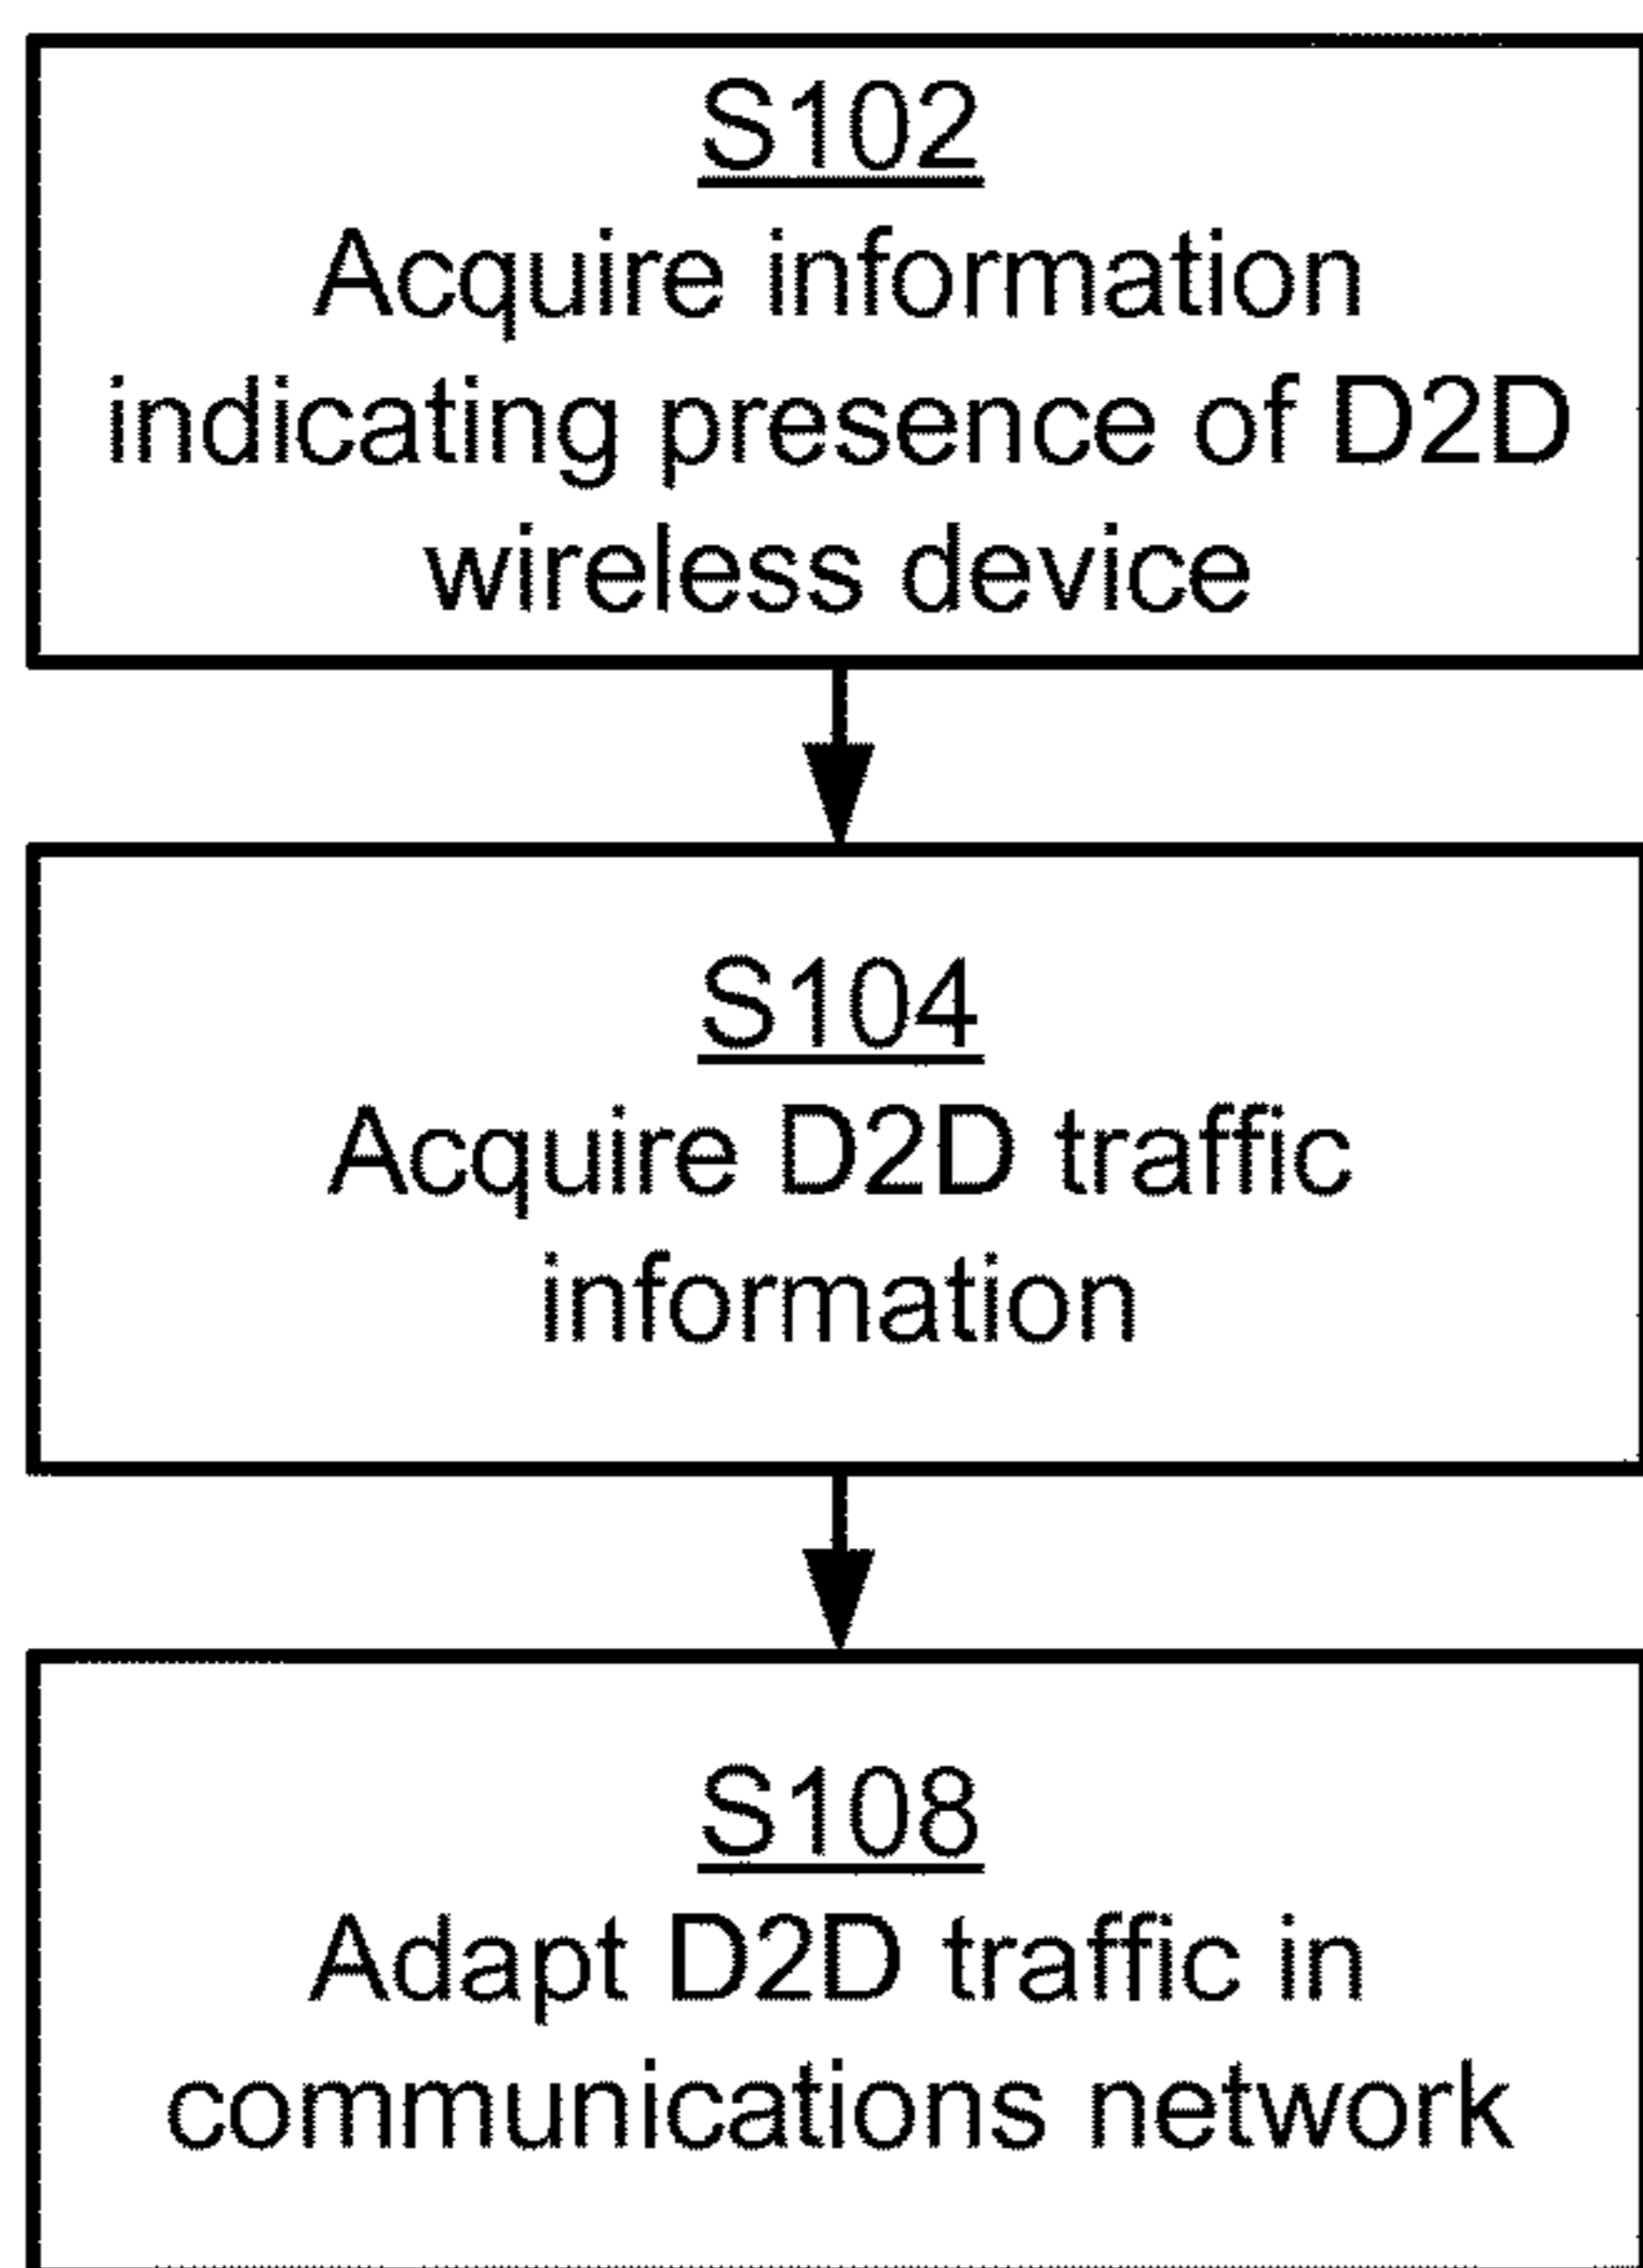 S102
Acquire information
indicating presence of D2D
wireless device
S104
Acquire D2D traffic
information
S108
Adapt D2D traffic in
communications network